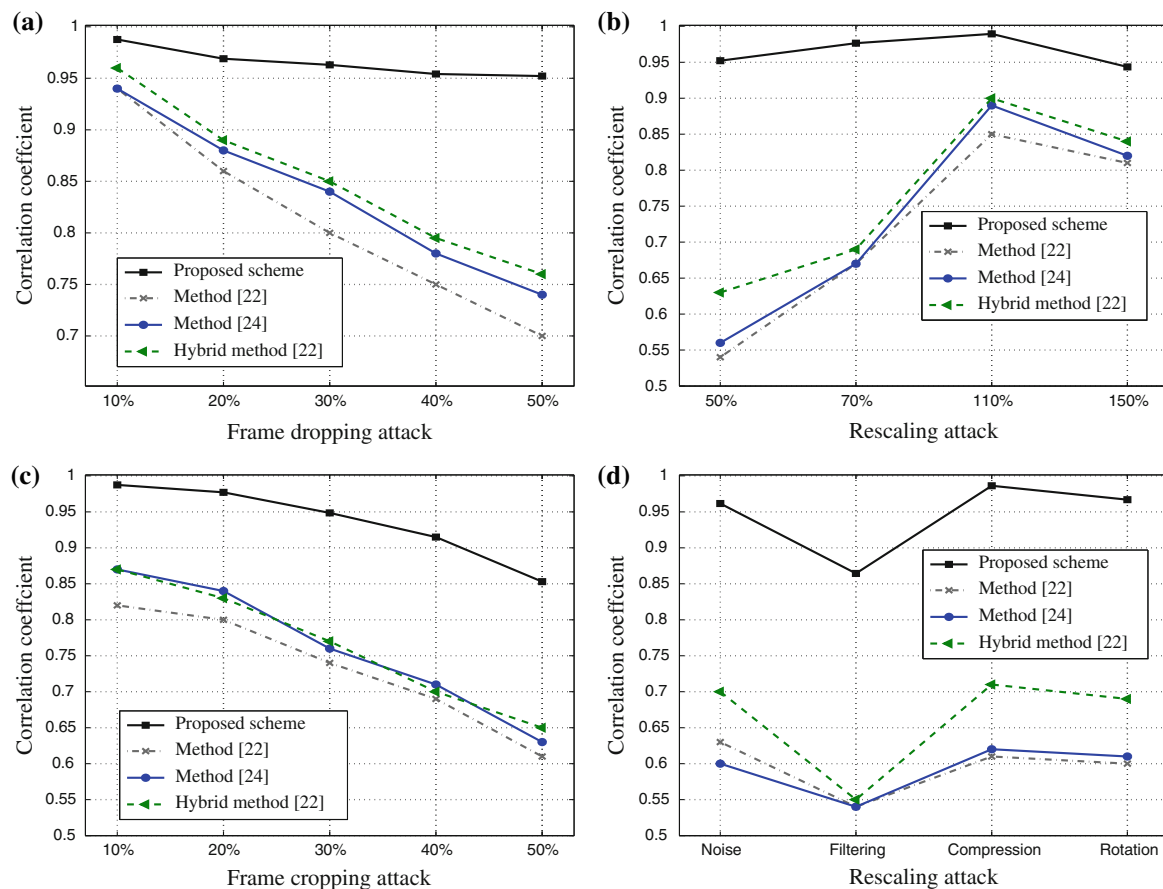 (a)
1
0.95
0.9
0.85
0.8
0.75
0.7
Correlation coeffcient
Proposed scheme
Method [22]
Method [24]
Hybrid method [22]
10% 20% 30% 40% 50%
Frame dropping attack
(b)
1
0.95
0.9
0.85
0.8
0.75
0.7
0.65
0.6
0.55
0.5
Correlation coeffcient
Proposed scheme
Method [22]
Method [24]
Hybrid method [22]
50% 70% 110% 150%
Rescaling attack
(c)
1
0.95
0.9
0.85
0.8
0.75
0.7
0.65
0.6
0.55
0.5
Correlation coeffcient
Proposed scheme
Method [22]
Method [24]
Hybrid method [22]
10% 20% 30% 40% 50%
Frame cropping attack
(d)
1
0.95
0.9
0.85
0.8
0.75
0.7
0.65
0.6
0.55
0.5
Correlation coeffcient
Proposed scheme
Method [22]
Method [24]
Hybrid method [22]
Noise Filtering Compression Rotation
Rescaling attack